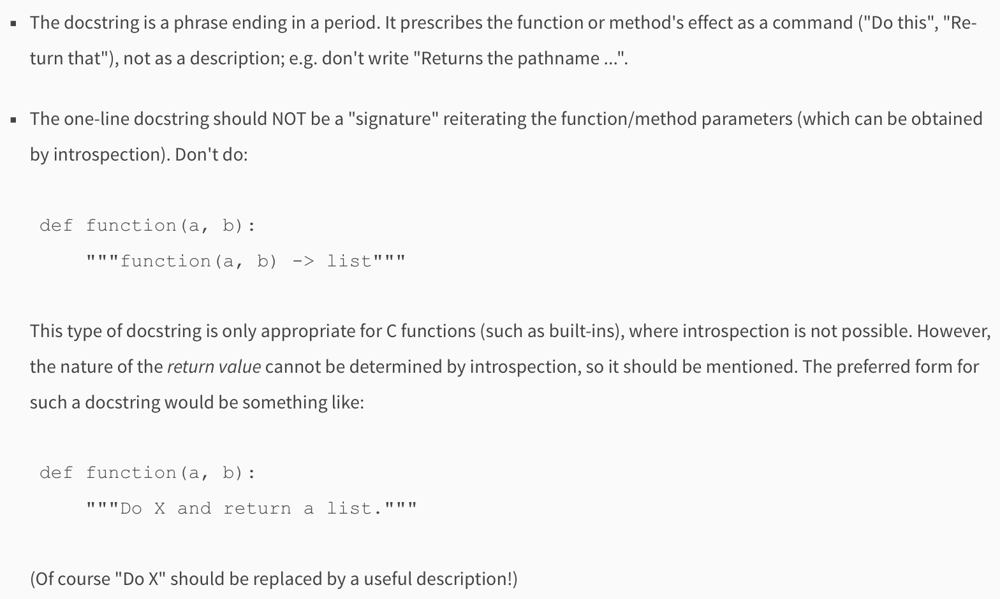 ▪ The docstring is a phrase ending in a period. It prescribes the function or method's effect as a command ("Do this", "Re-
turn that"), not as a description; e.g. don't write "Returns the pathname ...".
▪ The one-line docstring should NOT be a "signature" reiterating the function/method parameters (which can be obtained
by introspection). Don't do:
def function(a, b):
    """function(a, b) -> list"""
This type of docstring is only appropriate for C functions (such as built-ins), where introspection is not possible. However,
the nature of the return value cannot be determined by introspection, so it should be mentioned. The preferred form for
such a docstring would be something like:
def function(a, b):
    """Do X and return a list."""
(Of course "Do X" should be replaced by a useful description!)